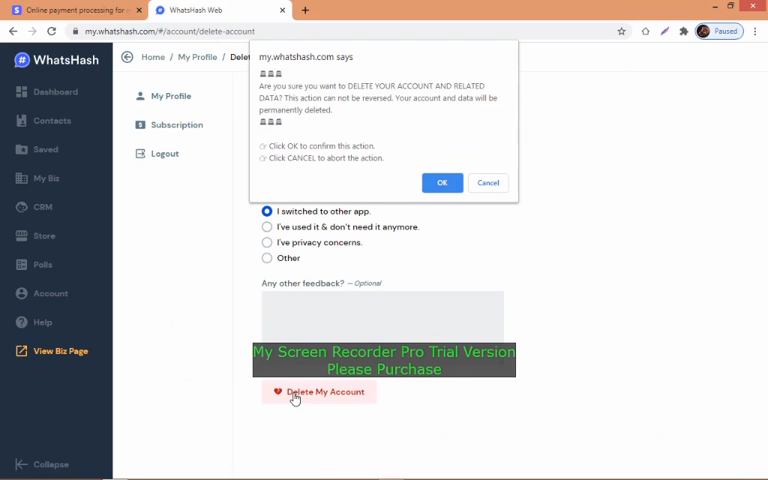 Online payment processing for
WhatsHash Web
my.whatshash.com/#/account/delete-account
Paused
WhatsHash
Home / My Profile / Delet
my.whatshash.com says
Are you sure you want to DELETE YOUR ACCOUNT AND RELATED
DATA? This action can not be reversed. Your account and data will be
permanently deleted.
Click OK to confirm this action.
Click CANCEL to abort the action.
OK
Cancel
Dashboard
Contacts
Saved
My Biz
CRM
Store
Polls
Account
Help
View Biz Page
Collapse
My Profile
Subscription
Logout
I switched to other app.
I've used it & don't need it anymore.
I've privacy concerns.
Other
Any other feedback? – Optional
My Screen Recorder Pro Trial Version
Please Purchase
Delete My Account